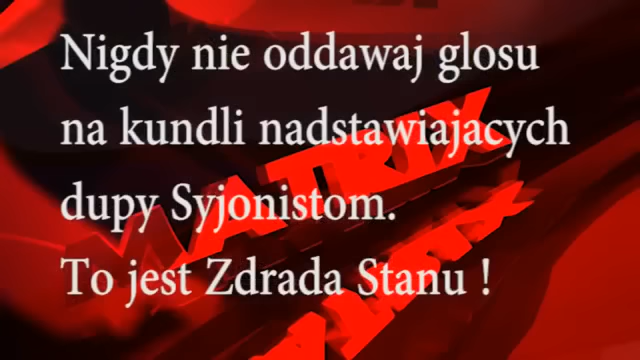 Nigdy nie oddawaj glosu
na kundli nadstawiajacych
dupy Syjonistom.
To jest Zdrada Stanu !
MATRIX